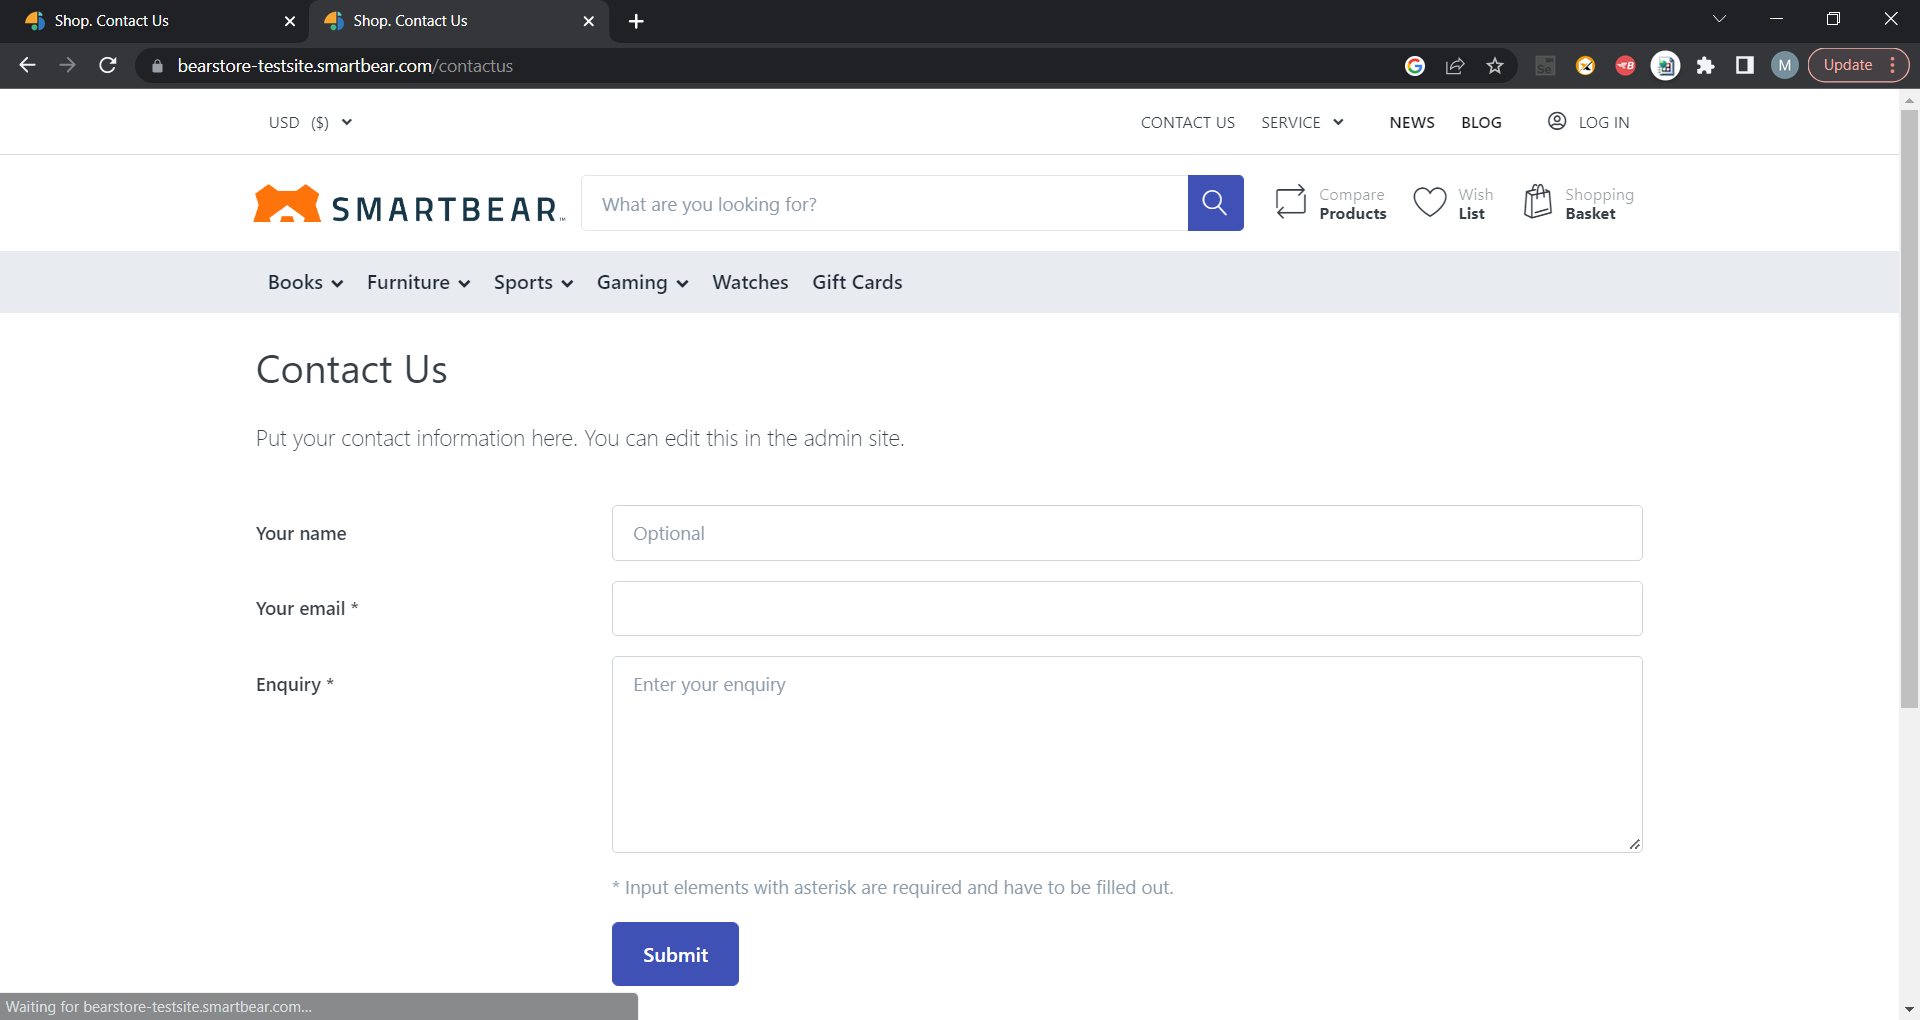 Shop. Contact Us
Shop. Contact Us
bearstore-testsite.smartbear.com/contactus
Se
B
M
Update
USD ($)
CONTACT US
SERVICE
NEWS
BLOG
LOG IN
SMARTBEAR™
What are you looking for?
Compare
Products
Wish
List
Shopping
Basket
Books
Furniture
Sports
Gaming
Watches
Gift Cards
Contact Us
Put your contact information here. You can edit this in the admin site.
Your name
Optional
Your email *
Enquiry *
Enter your enquiry
* Input elements with asterisk are required and have to be filled out.
Submit
Waiting for bearstore-testsite.smartbear.com...